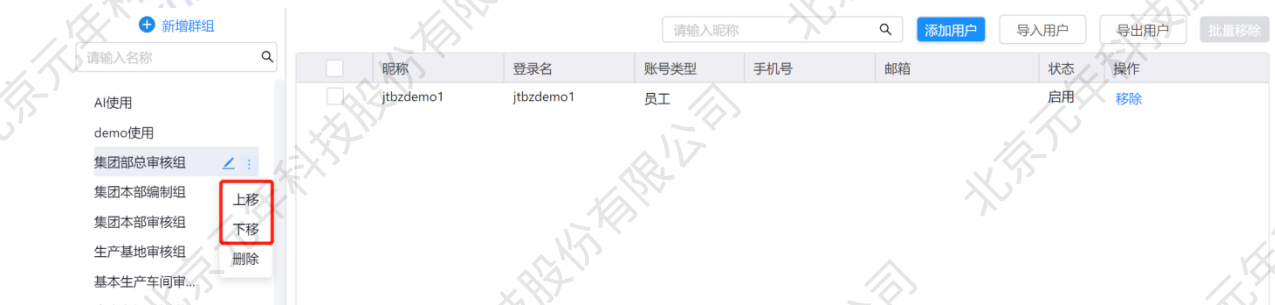 新增群组
请输入名称
AI使用
demo使用
集团部总审核组
集团本部编制组
集团本部审核组
生产基地审核组
基本生产车间审...
上移
下移
删除
请输入昵称
添加用户
导入用户
导出用户
批量移除
昵称 登录名 账号类型 手机号 邮箱 状态 操作
jtbzdemo1 jtbzdemo1 员工 启用 移除
北京元年科技股份有限公司